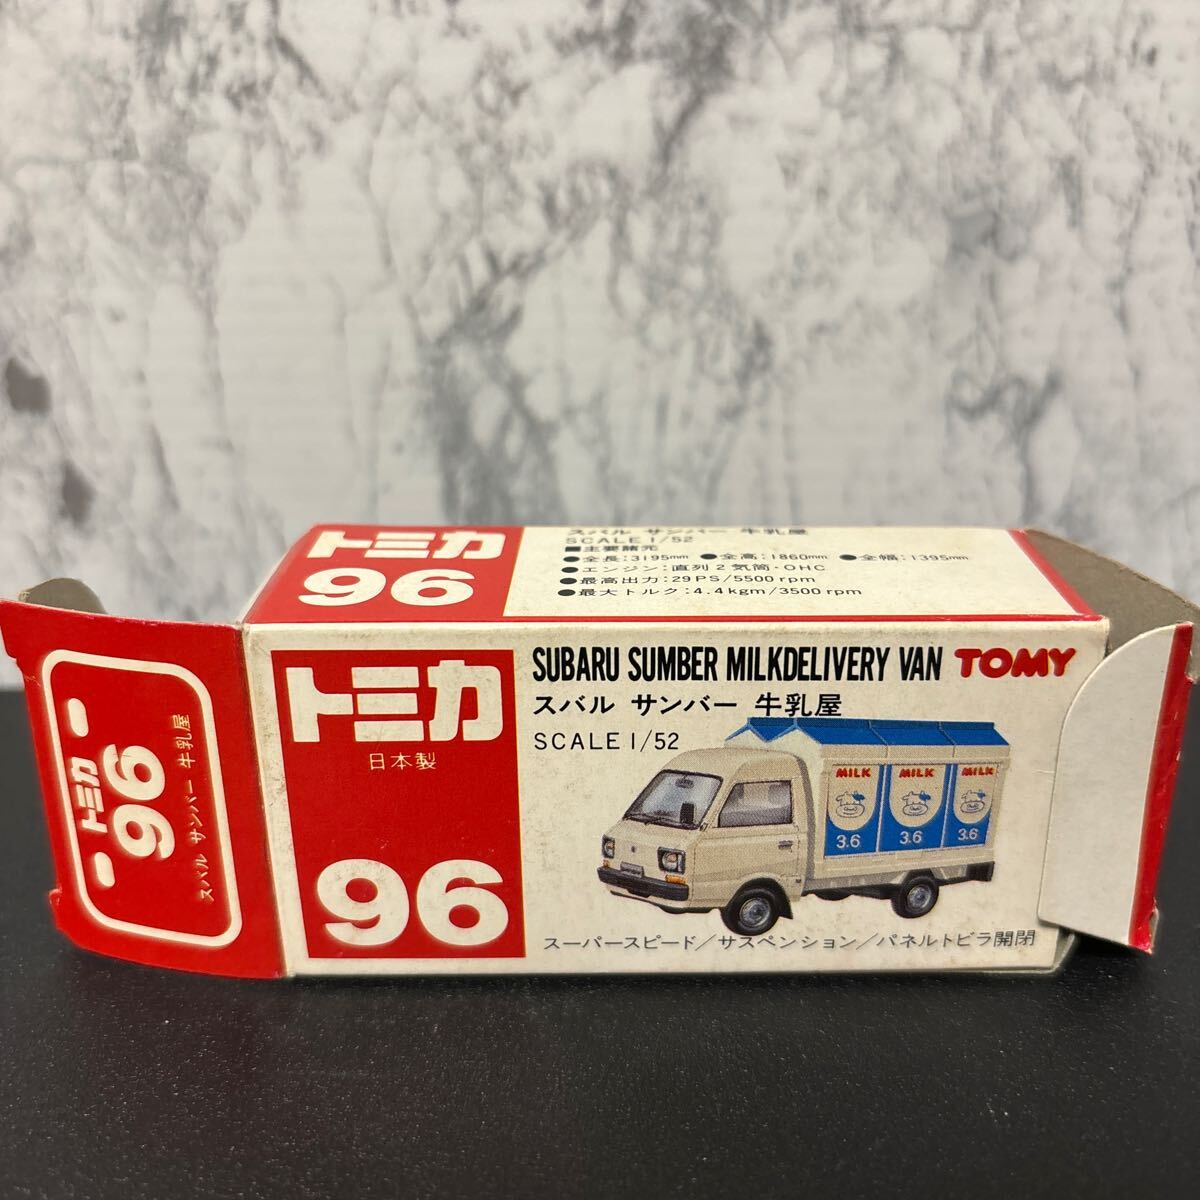 トミカ
96
スバル サンバー 牛乳屋
SCALE 1/52
■主要諸元
●全長:3195mm ●全高:1860mm ●全幅:1395mm
●エンジン:直列2気筒・OHC
●最高出力:29PS/5500rpm
●最大トルク:4.4kgm/3500rpm
トミカ
日本製
96
SUBARU SUMBER MILKDELIVERY VAN TOMY
スバル サンバー 牛乳屋
SCALE 1/52
MILK MILK MILK
3.6 3.6 3.6
スーパースピード/サスペンション/パネルトビラ開閉
トミカ
96
スバル サンバー 牛乳屋